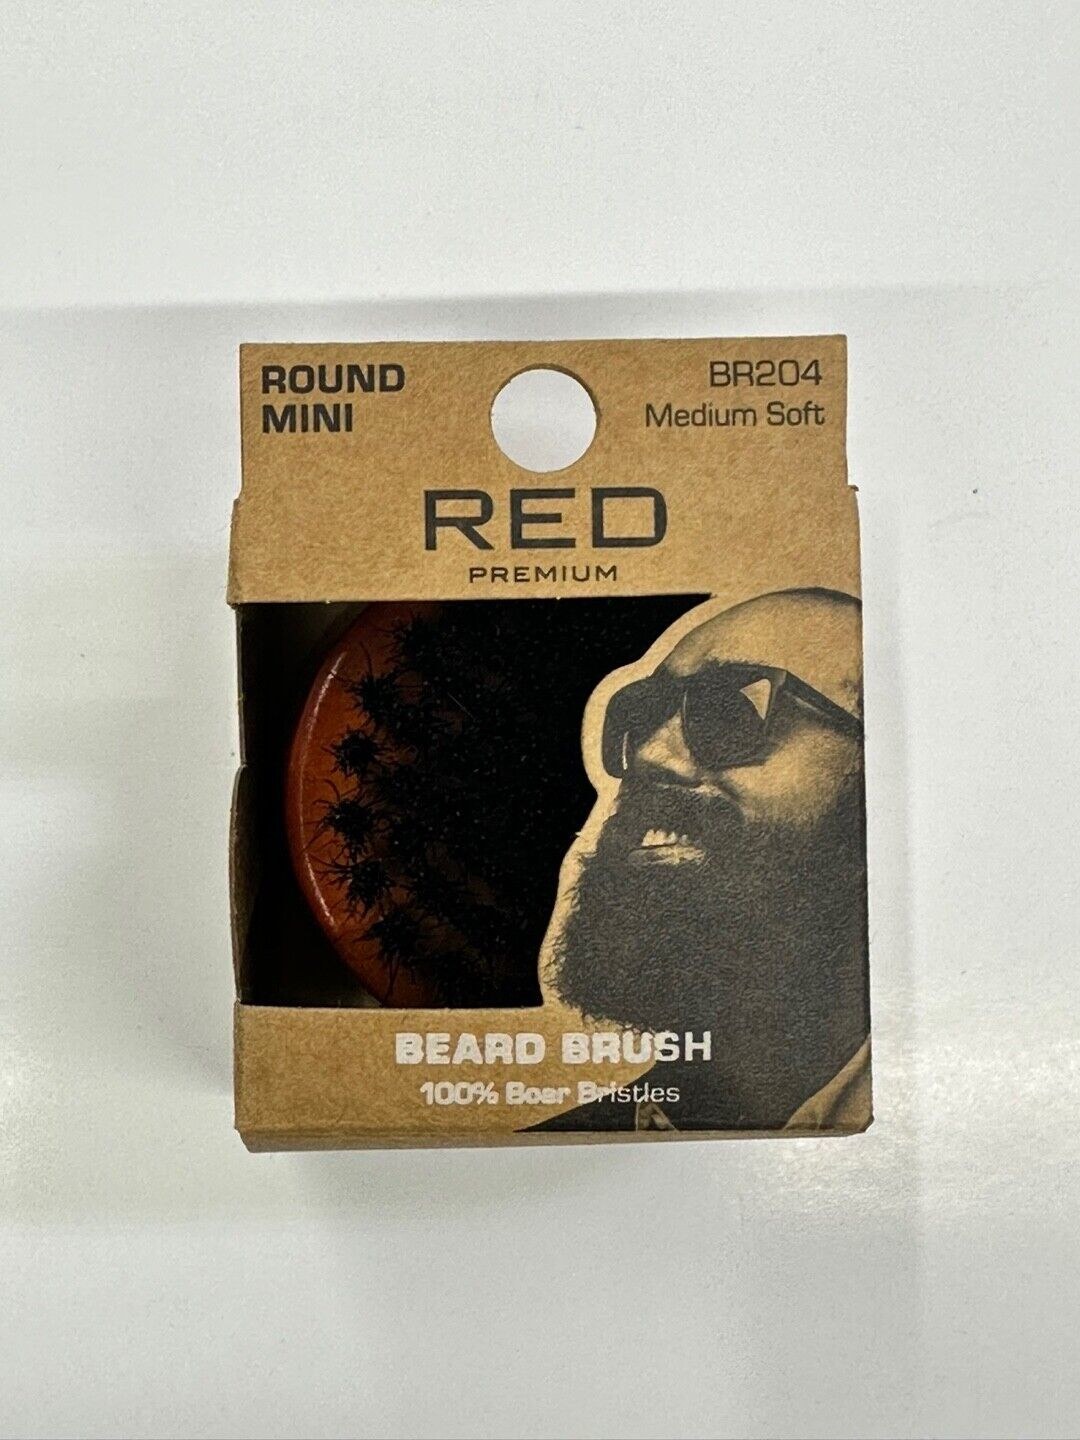 ROUND
MINI
BR204
Medium Soft
RED
PREMIUM
BEARD BRUSH
100% Boar Bristles